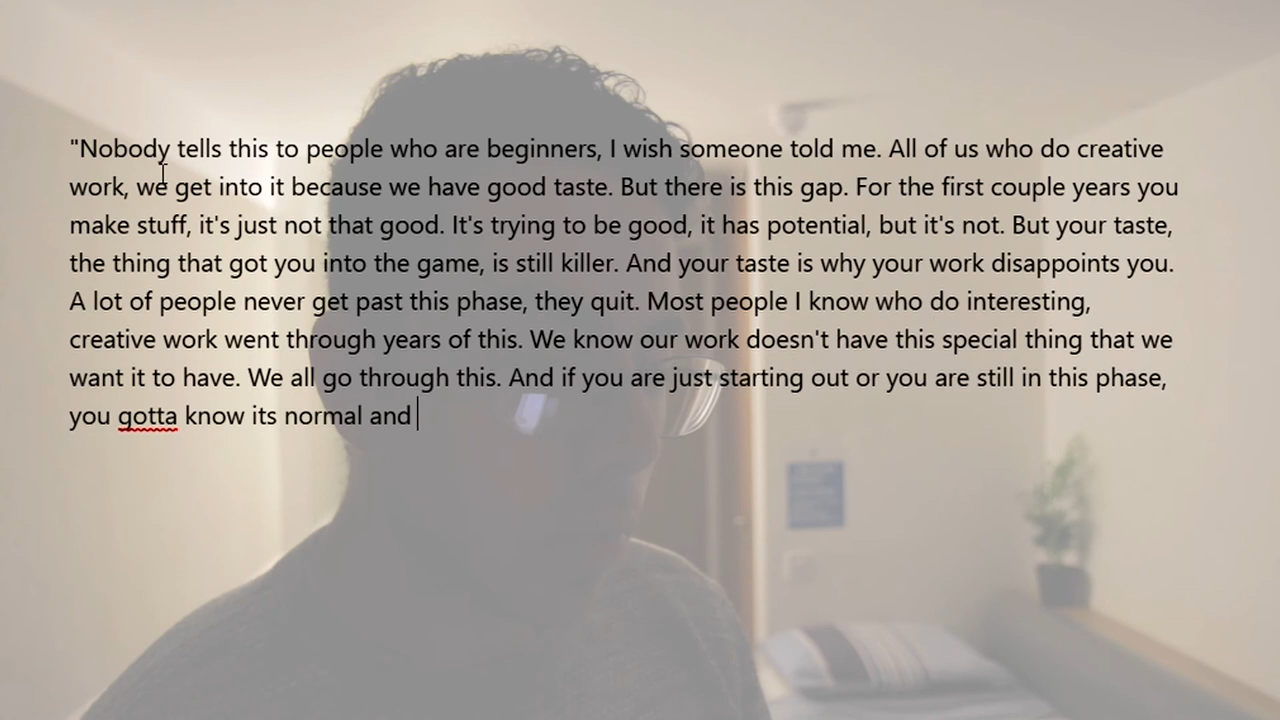 "Nobody tells this to people who are beginners, I wish someone told me. All of us who do creative
work, we get into it because we have good taste. But there is this gap. For the first couple years you
make stuff, it's just not that good. It's trying to be good, it has potential, but it's not. But your taste,
the thing that got you into the game, is still killer. And your taste is why your work disappoints you.
A lot of people never get past this phase, they quit. Most people I know who do interesting,
creative work went through years of this. We know our work doesn't have this special thing that we
want it to have. We all go through this. And if you are just starting out or you are still in this phase,
you gotta know its normal and